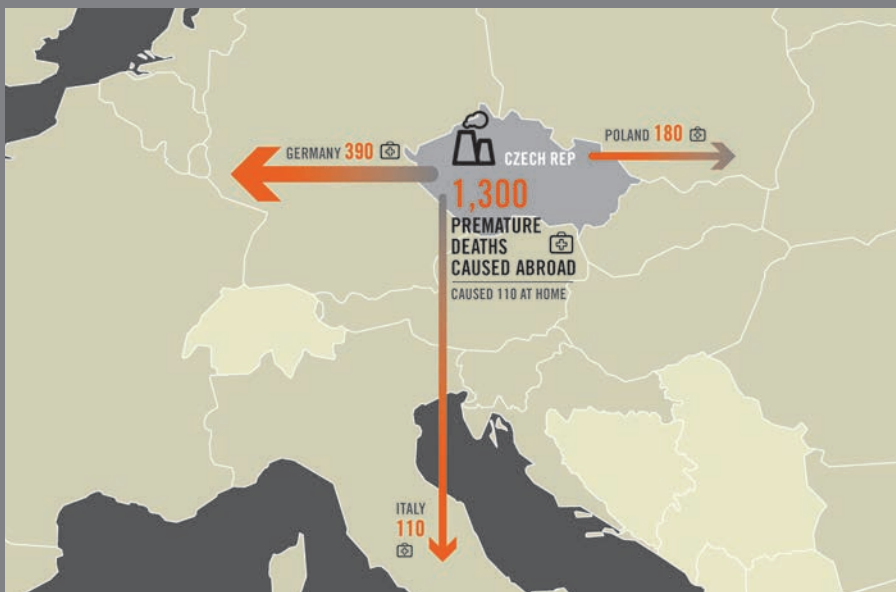 GERMANY 390
POLAND 180
CZECH REP
1,300
PREMATURE
DEATHS
CAUSED ABROAD
CAUSED 110 AT HOME
ITALY
110